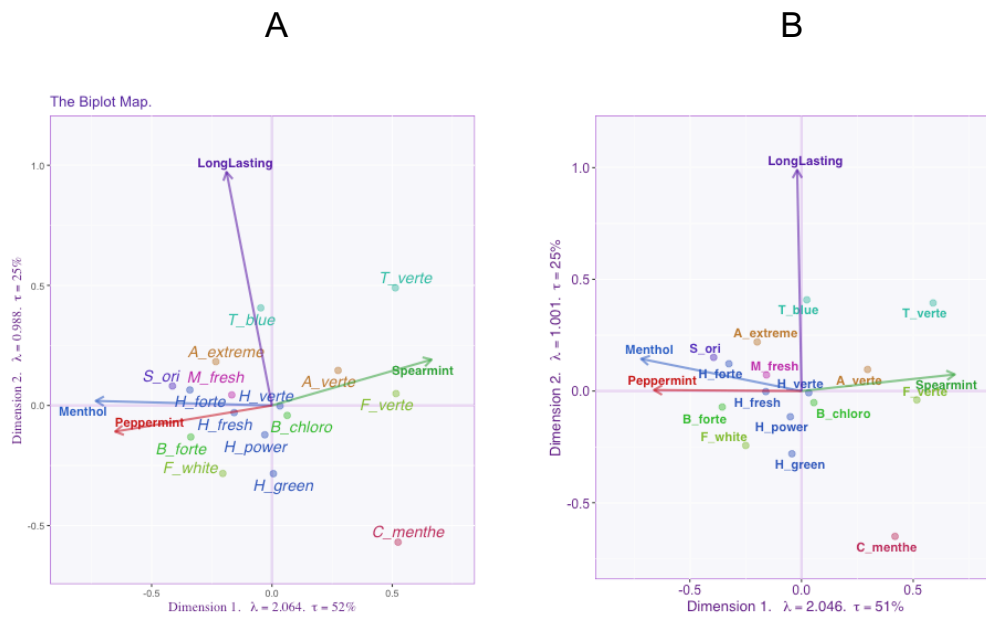 A
B
The Biplot Map.
LongLasting
T_verte
T_blue
A_extreme
S_ori
M_fresh
A_verte
Spearmint
F_verte
H_forte
H_verte
Menthol
Peppermint
H_fresh
B_chloro
B_forte
H_power
F_white
H_green
C_menthe
1.0
0.5
0.0
-0.5
-0.5
0.0
0.5
Dimension 2. λ = 0.988. τ = 25%
Dimension 1. λ = 2.064. τ = 52%
LongLasting
T_blue
T_verte
A_extreme
Menthol
S_ori
M_fresh
H_forte
Peppermint
H_verte
A_verte
Spearmint
F_verte
H_fresh
B_chloro
B_forte
H_power
F_white
H_green
C_menthe
1.0
0.5
0.0
-0.5
-0.5
0.0
0.5
Dimension 2. λ = 1.001. τ = 25%
Dimension 1. λ = 2.046. τ = 51%